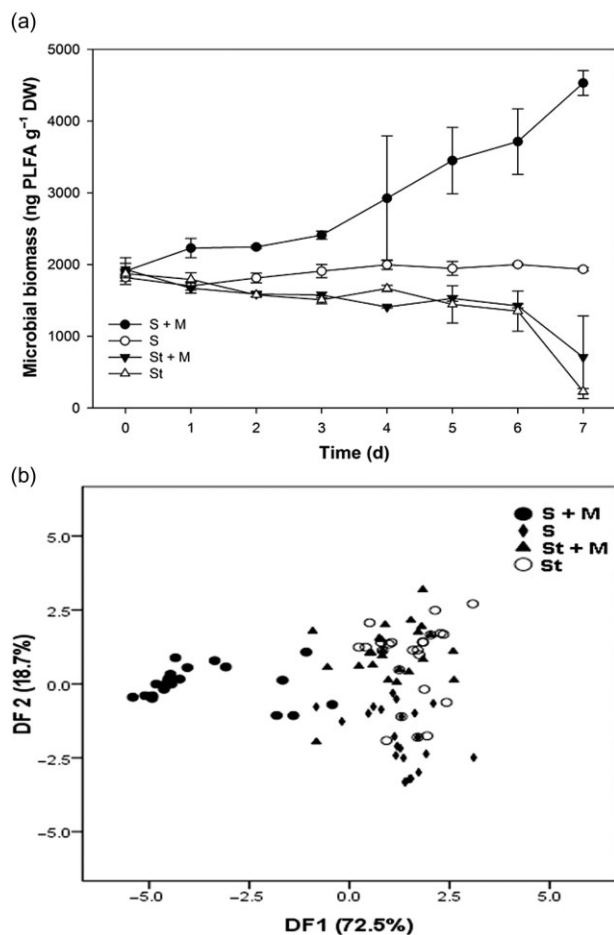 (a)
5000
4000
3000
2000
1000
0
Microbial biomass (ng PLFA g⁻¹ DW)
S + M
S
St + M
St
0 1 2 3 4 5 6 7
Time (d)
(b)
S + M
S
St + M
St
5.0
2.5
0.0
−2.5
−5.0
DF 2 (18.7%)
−5.0 −2.5 0.0 2.5
DF1 (72.5%)